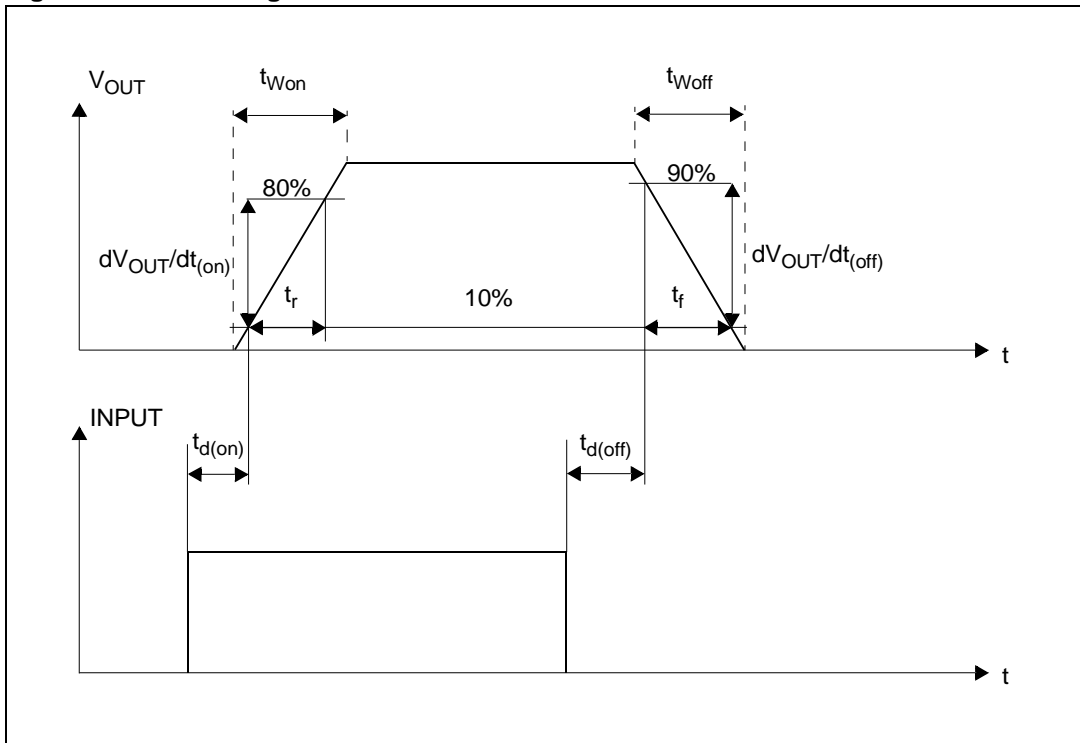 V_OUT
t_Won
t_Woff
80%
90%
dV_OUT/dt_(on)
dV_OUT/dt_(off)
t_r
10%
t_f
t
INPUT
t_d(on)
t_d(off)
t